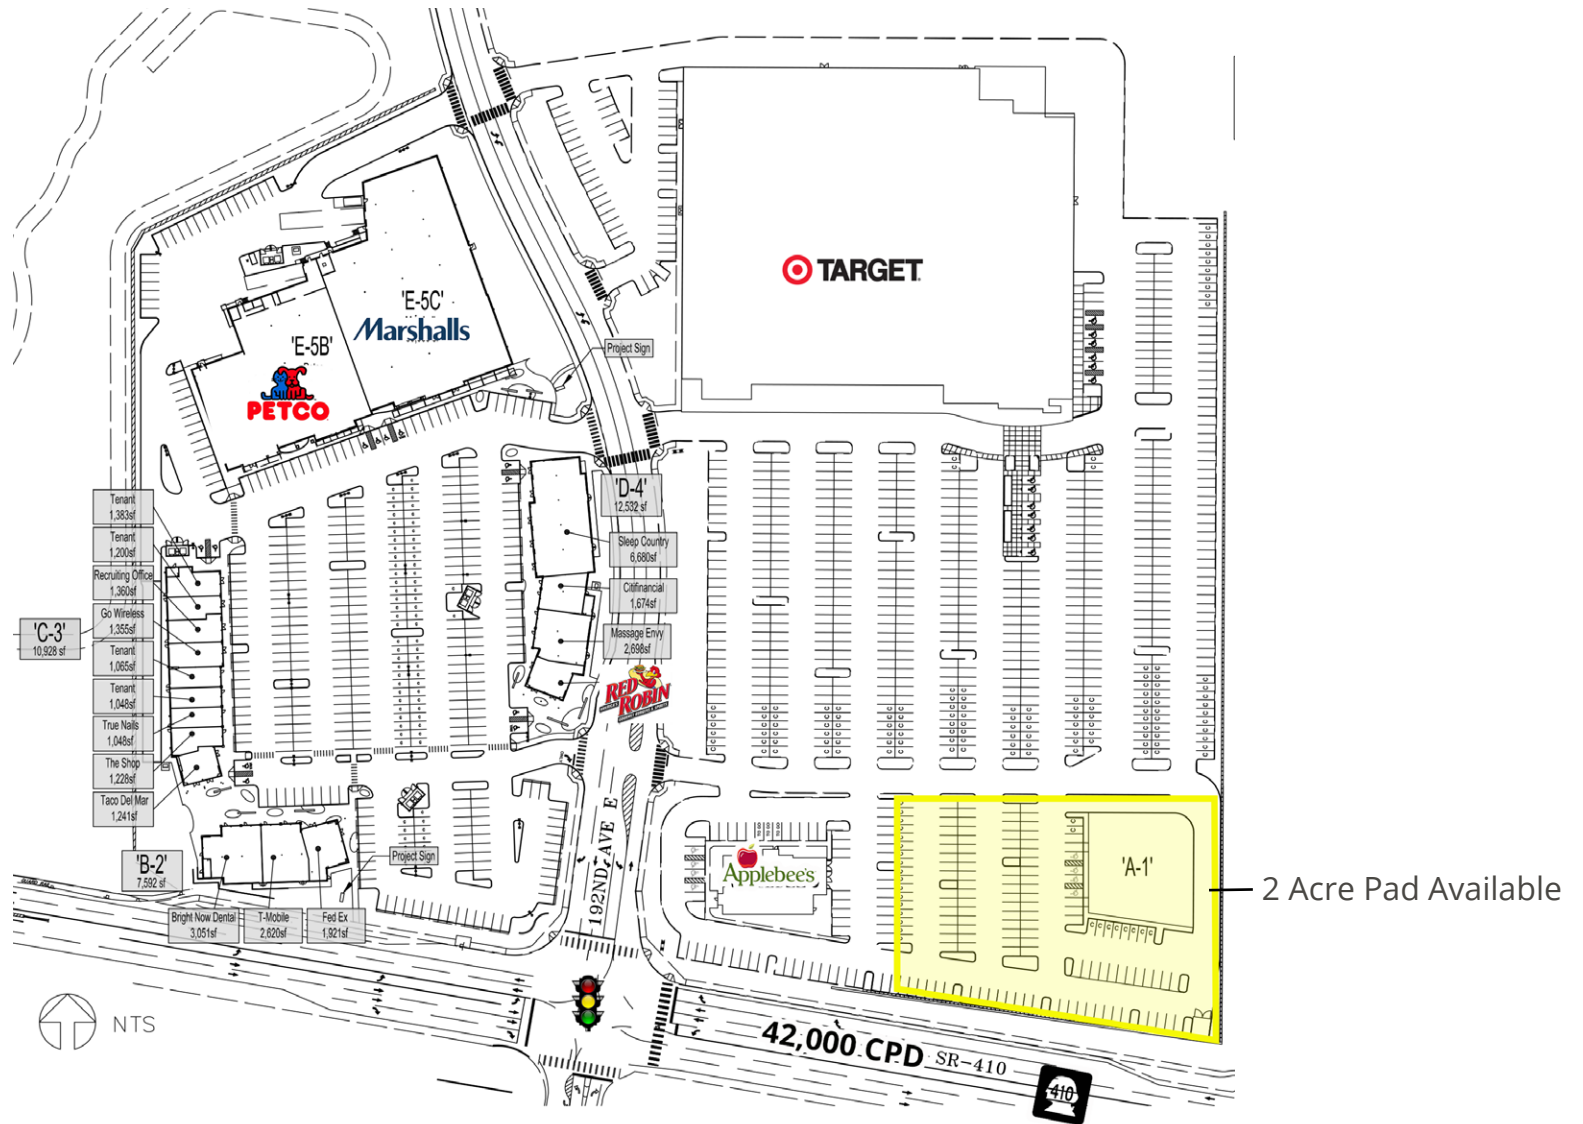 TARGET
'E-5C'
Marshalls
'E-5B'
PETCO
Project Sign
'D-4'
12,532 sf
Sleep Country
6,680sf
Citifinancial
1,674sf
Massage Envy
2,698sf
RED
ROBIN
Tenant
1,383sf
Tenant
1,200sf
Recruiting Office
1,360sf
Go Wireless
1,355sf
'C-3'
10,928 sf
Tenant
1,065sf
Tenant
1,048sf
True Nails
1,048sf
The Shop
1,228sf
Taco Del Mar
1,241sf
'B-2'
7,592 sf
Project Sign
Bright Now Dental
3,051sf
T-Mobile
2,620sf
Fed Ex
1,921sf
192ND AVE E
Applebee's
'A-1'
2 Acre Pad Available
NTS
42,000 CPD
SR-410
410